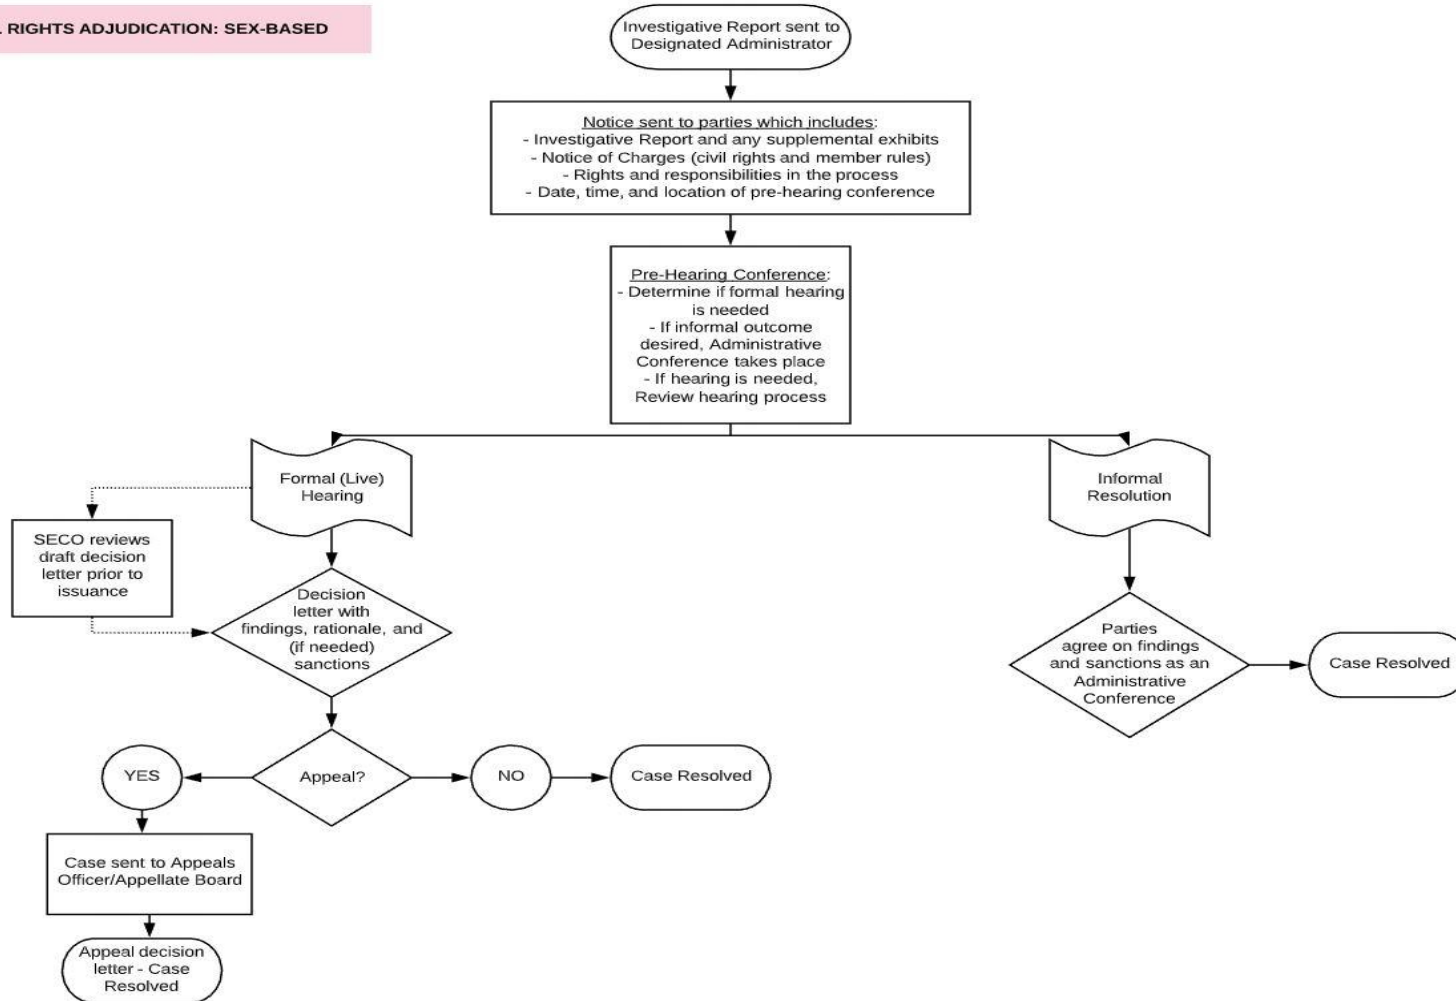 RIGHTS ADJUDICATION: SEX-BASED
Investigative Report sent to
Designated Administrator
Notice sent to parties which includes:
- Investigative Report and any supplemental exhibits
- Notice of Charges (civil rights and member rules)
- Rights and responsibilities in the process
- Date, time, and location of pre-hearing conference
Pre-Hearing Conference:
- Determine if formal hearing
is needed
- If informal outcome
desired, Administrative
Conference takes place
- If hearing is needed,
Review hearing process
Formal (Live)
Hearing
Informal
Resolution
SECO reviews
draft decision
letter prior to
issuance
Decision
letter with
findings, rationale, and
(if needed)
sanctions
Parties
agree on findings
and sanctions as an
Administrative
Conference
Case Resolved
YES
Appeal?
NO
Case Resolved
Case sent to Appeals
Officer/Appellate Board
Appeal decision
letter - Case
Resolved